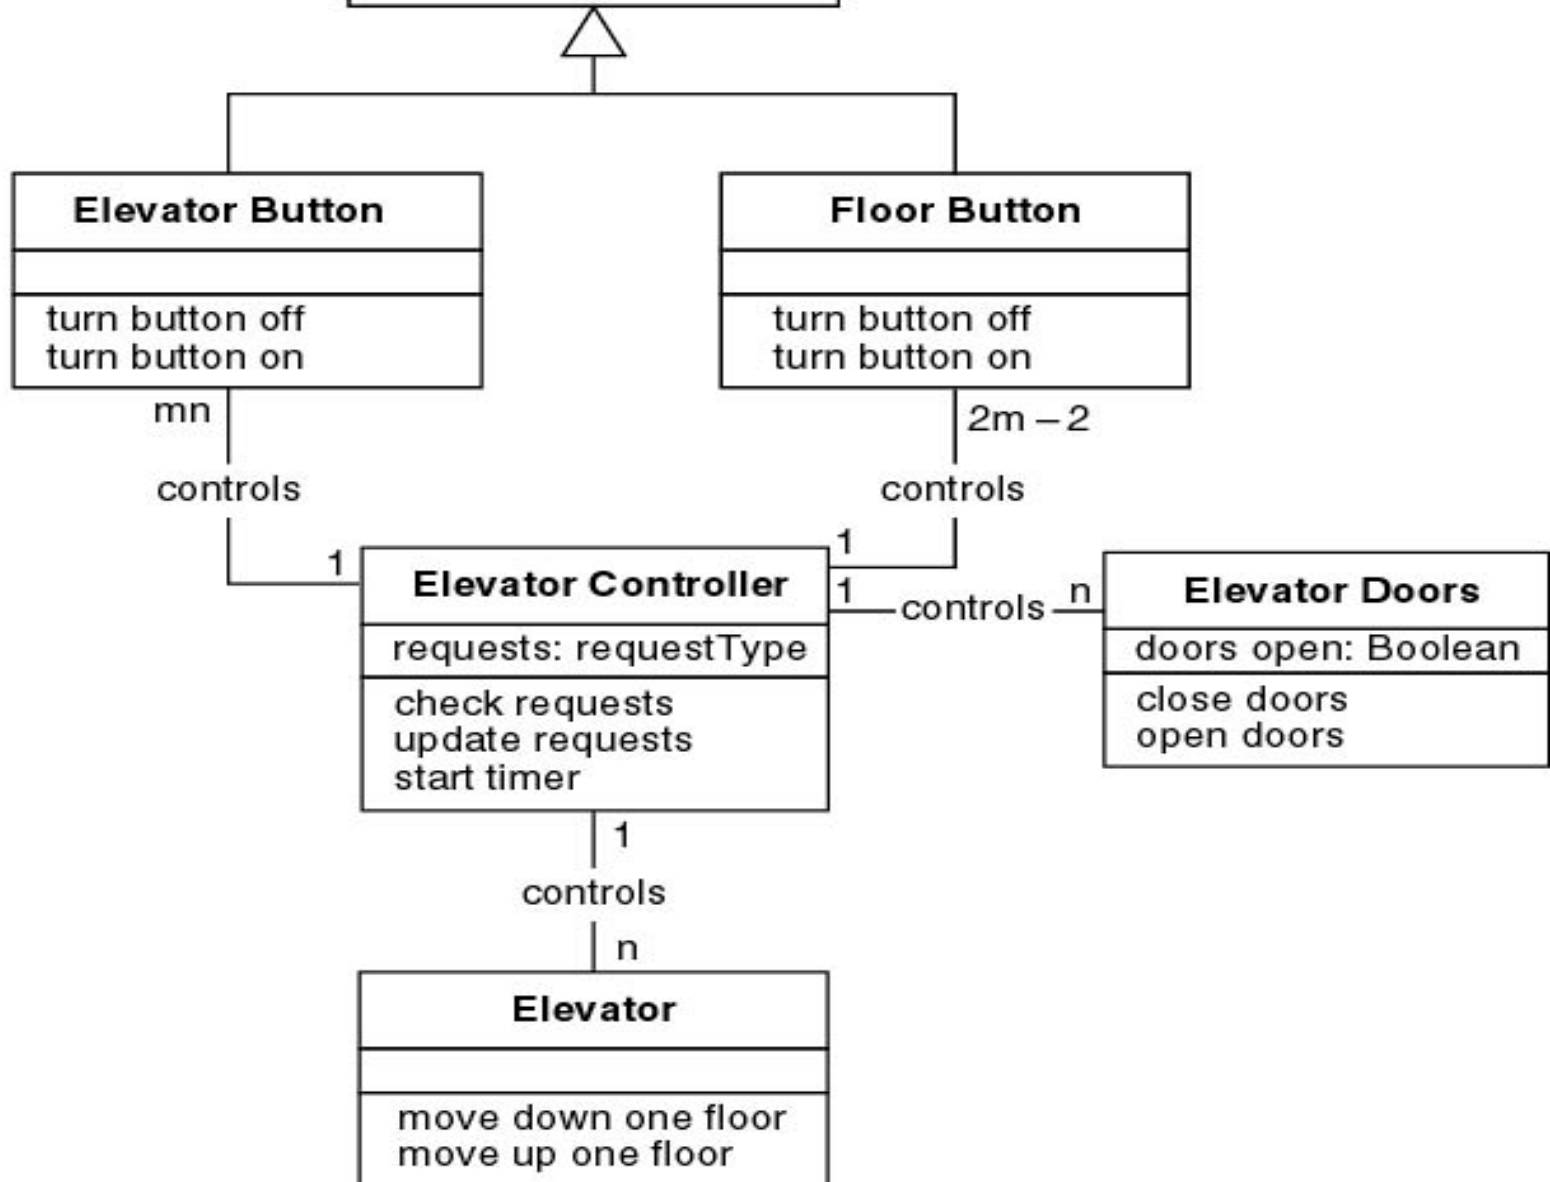 Elevator Button
turn button off
turn button on
Floor Button
turn button off
turn button on
mn
2m – 2
controls
controls
1
1
Elevator Controller
requests: requestType
check requests
update requests
start timer
1
controls
n
Elevator Doors
doors open: Boolean
close doors
open doors
1
controls
n
Elevator
move down one floor
move up one floor